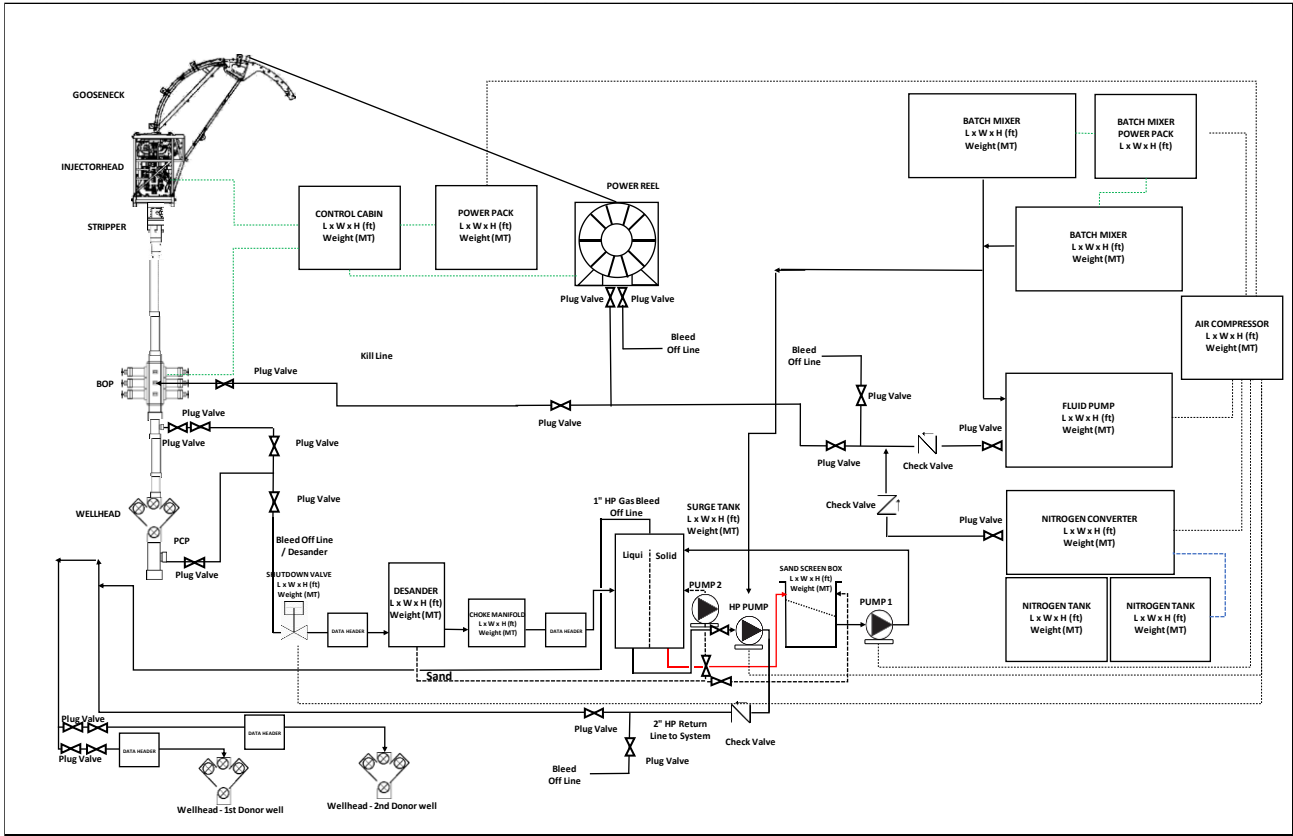 GOOSENECK
INJECTORHEAD
STRIPPER
BOP
WELLHEAD
PCP
CONTROL CABIN
L x W x H (ft)
Weight (MT)
POWER PACK
L x W x H (ft)
Weight (MT)
POWER REEL
Plug Valve
Plug Valve
Bleed
Off Line
BATCH MIXER
L x W x H (ft)
Weight (MT)
BATCH MIXER
POWER PACK
L x W x H (ft)
BATCH MIXER
L x W x H (ft)
Weight (MT)
AIR COMPRESSOR
L x W x H (ft)
Weight (MT)
Kill Line
Plug Valve
Plug Valve
Bleed
Off Line
Plug Valve
Plug Valve
Check Valve
Plug Valve
FLUID PUMP
L x W x H (ft)
Weight (MT)
Plug Valve
Plug Valve
Plug Valve
Plug Valve
Plug Valve
Check Valve
Plug Valve
NITROGEN CONVERTER
L x W x H (ft)
Weight (MT)
NITROGEN TANK
L x W x H (ft)
Weight (MT)
NITROGEN TANK
L x W x H (ft)
Weight (MT)
Bleed Off Line
/ Desander
SHUTDOWN VALVE
L x W x H (ft)
Weight (MT)
DATA HEADER
DESANDER
L x W x H (ft)
Weight (MT)
CHOKE MANIFOLD
L x W x H (ft)
Weight (MT)
DATA HEADER
1" HP Gas Bleed
Off Line
SURGE TANK
L x W x H (ft)
Weight (MT)
Liqui
Solid
PUMP 2
HP PUMP
SAND SCREEN BOX
L x W x H (ft)
Weight (MT)
PUMP 1
Sand
Plug Valve
2" HP Return
Line to System
Check Valve
Plug Valve
Bleed
Off Line
Plug Valve
DATA HEADER
Plug Valve
DATA HEADER
Wellhead - 1st Donor well
Wellhead - 2nd Donor well